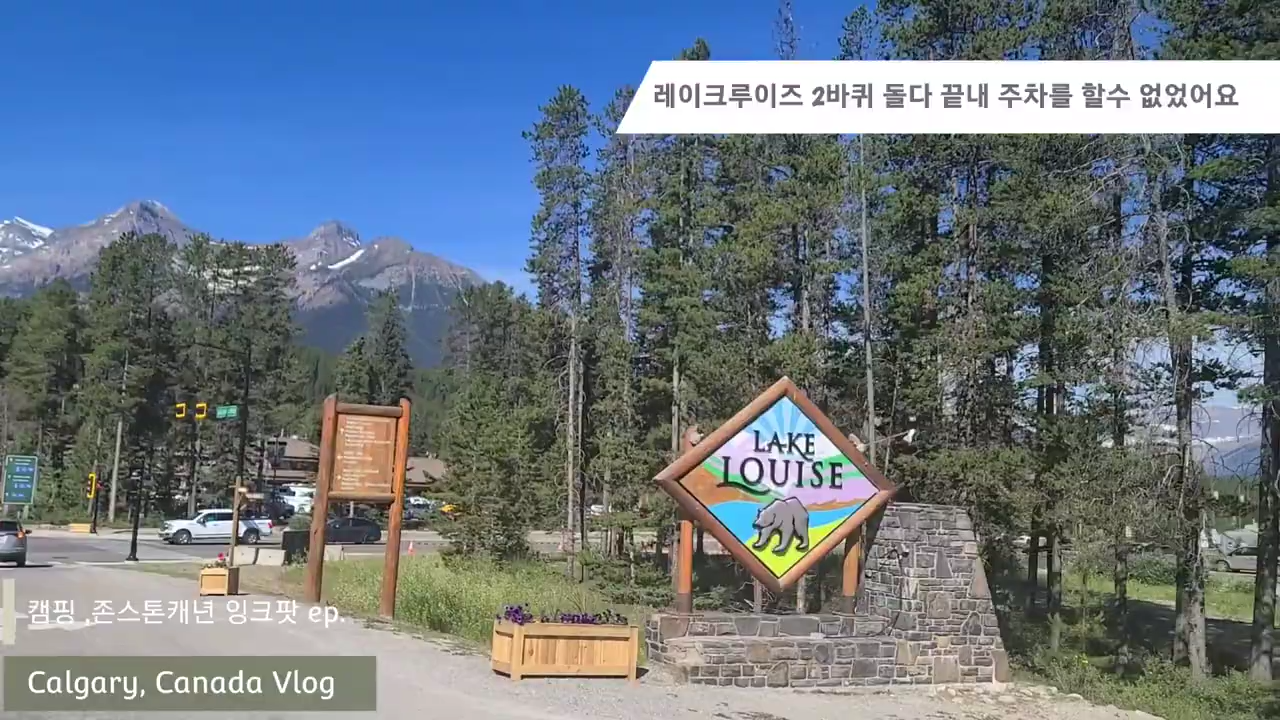 레이크루이즈 2바퀴 돌다 끝내 주차를 할수 없었어요
LAKE
LOUISE
캠핑 ,존스톤캐년 잉크팟 ep.
Calgary, Canada Vlog